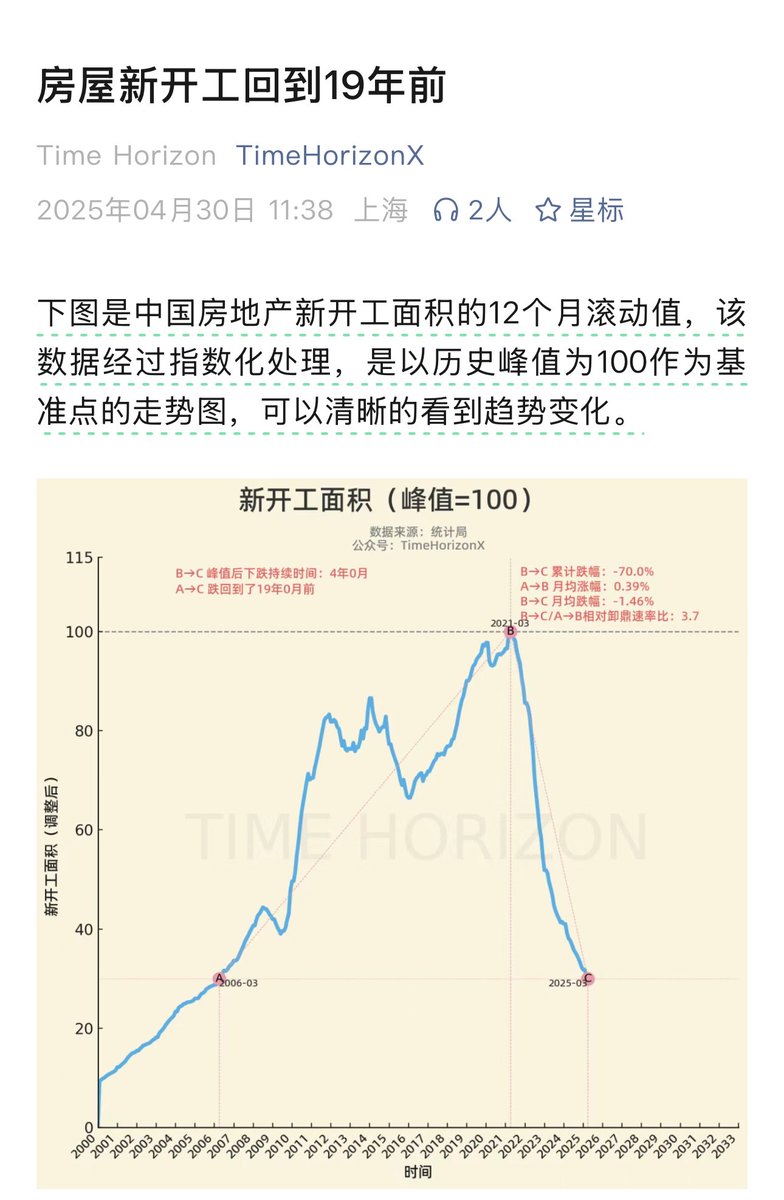 房屋新开工回到19年前
Time Horizon TimeHorizonX
2025年04月30日 11:38 上海 2人 星标
下图是中国房地产新开工面积的12个月滚动值，该
数据经过指数化处理，是以历史峰值为100作为基
准点的走势图，可以清晰的看到趋势变化。
新开工面积（峰值=100）
数据来源：统计局
公众号：TimeHorizonX
B→C 峰值后下跌持续时间：4年0月
A→C 跌回到了19年0月前
B→C 累计跌幅：-70.0%
A→B 月均涨幅：0.39%
B→C 月均跌幅：-1.46%
B→C/A→B相对卸鼎速率比：3.7
115
100
80
60
40
20
0
新开工面积（调整后）
2021-03
B
A
2006-03
2025-03
C
TIME HORIZON
2000 2001 2002 2003 2004 2005 2006 2007 2008 2009 2010 2011 2012 2013 2014 2015 2016 2017 2018 2019 2020 2021 2022 2023 2024 2025 2026 2027 2028 2029 2030 2031 2032 2033
时间